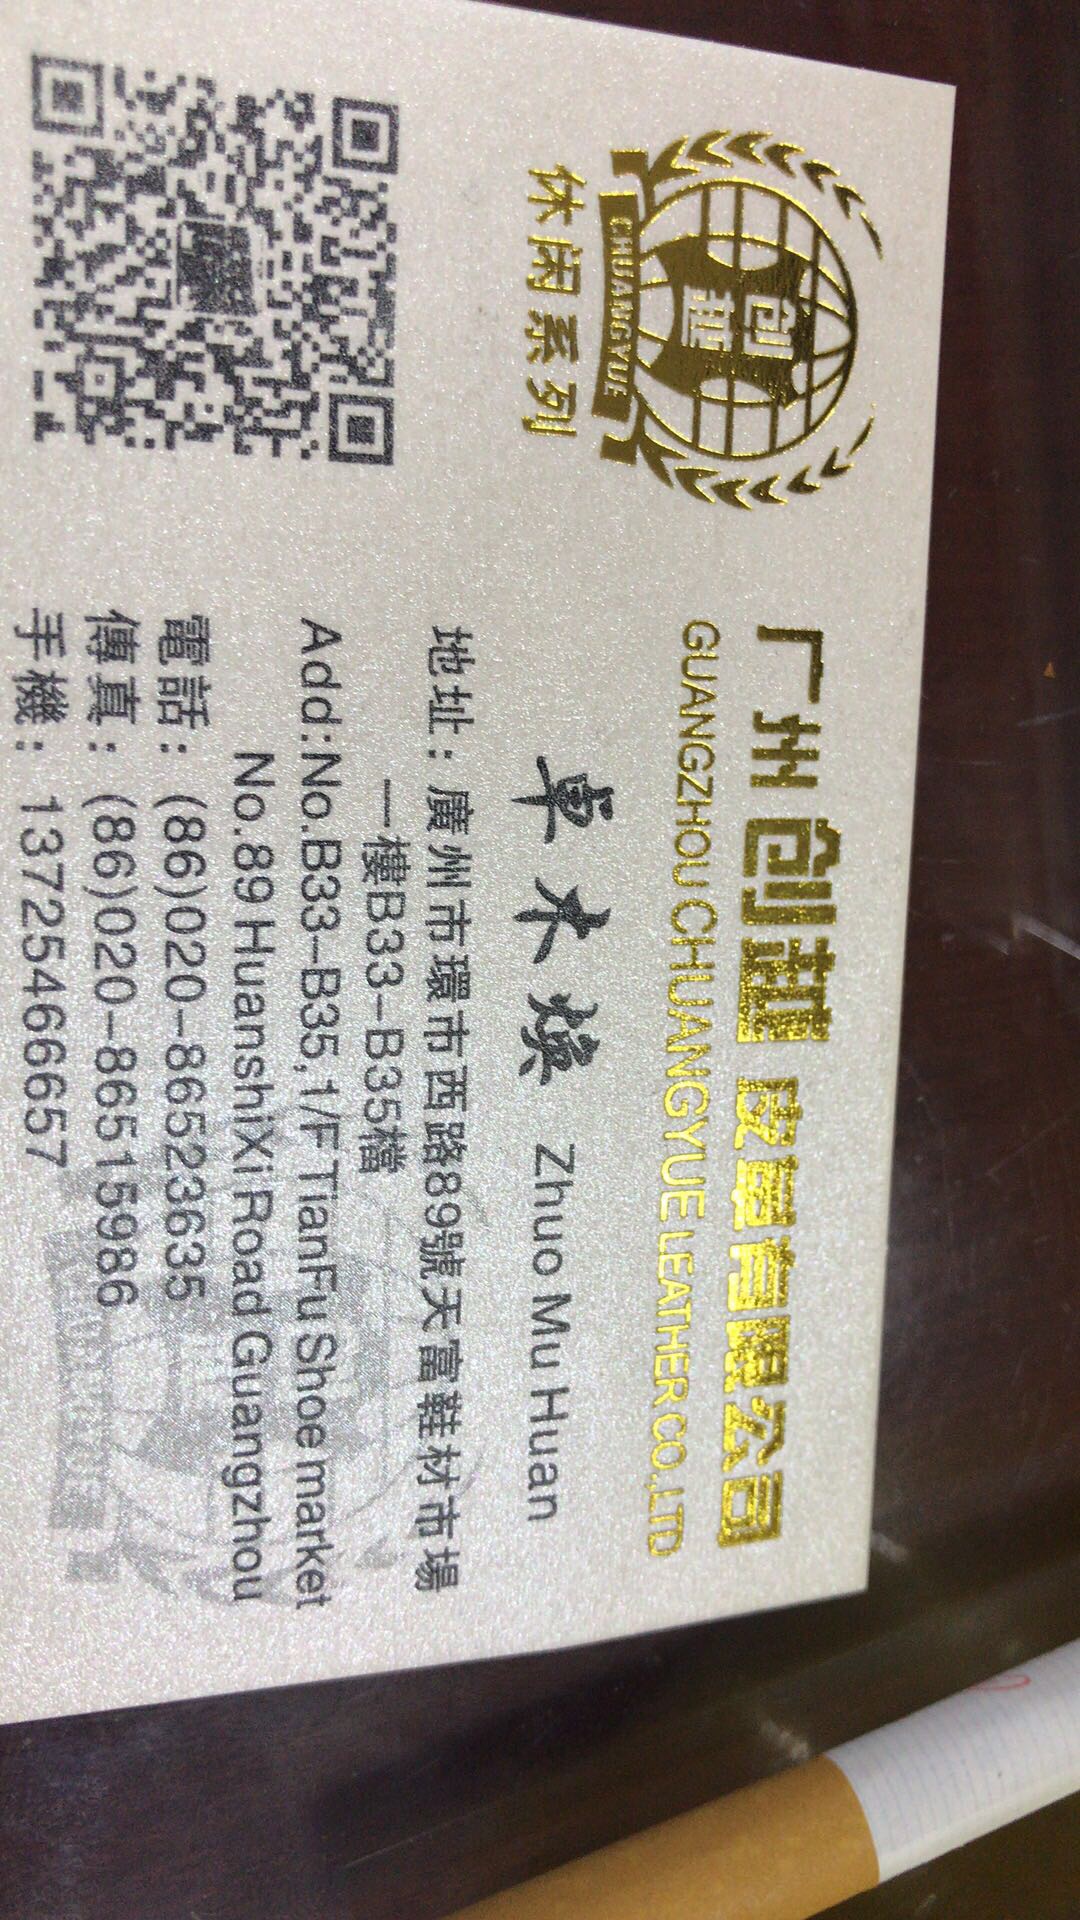 创越
CHUANGYUE
休闲系列
广州创越皮革有限公司
GUANGZHOU CHUANGYUE LEATHER CO.,LTD
卓木焕 Zhuo Mu Huan
地址：廣州市環市西路89號天富鞋材市場
一樓B33-B35檔
Add:No.B33-B35,1/F TianFu Shoe market
No.89 HuanshiXi Road Guangzhou
電話：(86)020-86523635
傳真：(86)020-86515986
手機：13725466657